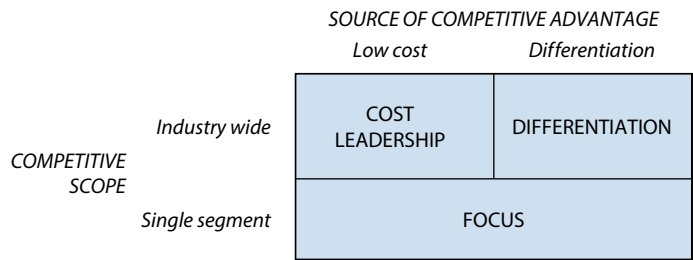 SOURCE OF COMPETITIVE ADVANTAGE
Low cost
Differentiation
Industry wide
COST
LEADERSHIP
DIFFERENTIATION
COMPETITIVE
SCOPE
Single segment
FOCUS